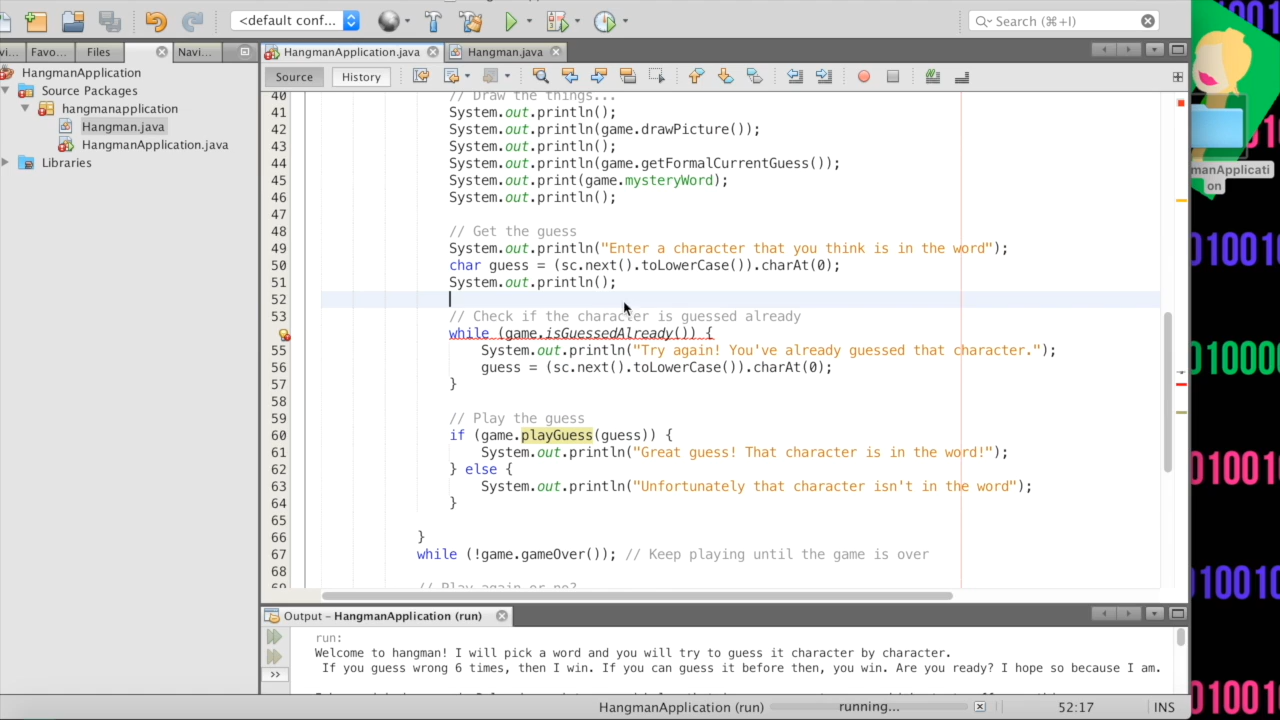 <default conf...
Search (⌘+I)
Favo...
Files
Navi...
HangmanApplication.java
Hangman.java
HangmanApplication
Source Packages
hangmanapplication
Hangman.java
HangmanApplication.java
Libraries
Source
History
40 // Draw the things...
41 System.out.println();
42 System.out.println(game.drawPicture());
43 System.out.println();
44 System.out.println(game.getFormalCurrentGuess());
45 System.out.print(game.mysteryWord);
46 System.out.println();
47
48 // Get the guess
49 System.out.println("Enter a character that you think is in the word");
50 char guess = (sc.next().toLowerCase()).charAt(0);
51 System.out.println();
52
53 // Check if the character is guessed already
while (game.isGuessedAlready()) {
55 System.out.println("Try again! You've already guessed that character.");
56 guess = (sc.next().toLowerCase()).charAt(0);
57 }
58
59 // Play the guess
60 if (game.playGuess(guess)) {
61 System.out.println("Great guess! That character is in the word!");
62 } else {
63 System.out.println("Unfortunately that character isn't in the word");
64 }
65
66 }
67 while (!game.gameOver()); // Keep playing until the game is over
68
// Play again or no?
Output – HangmanApplication (run)
run:
Welcome to hangman! I will pick a word and you will try to guess it character by character.
If you guess wrong 6 times, then I win. If you can guess it before then, you win. Are you ready? I hope so because I am.
HangmanApplication (run)
running...
52:17
INS
manApplicati
on